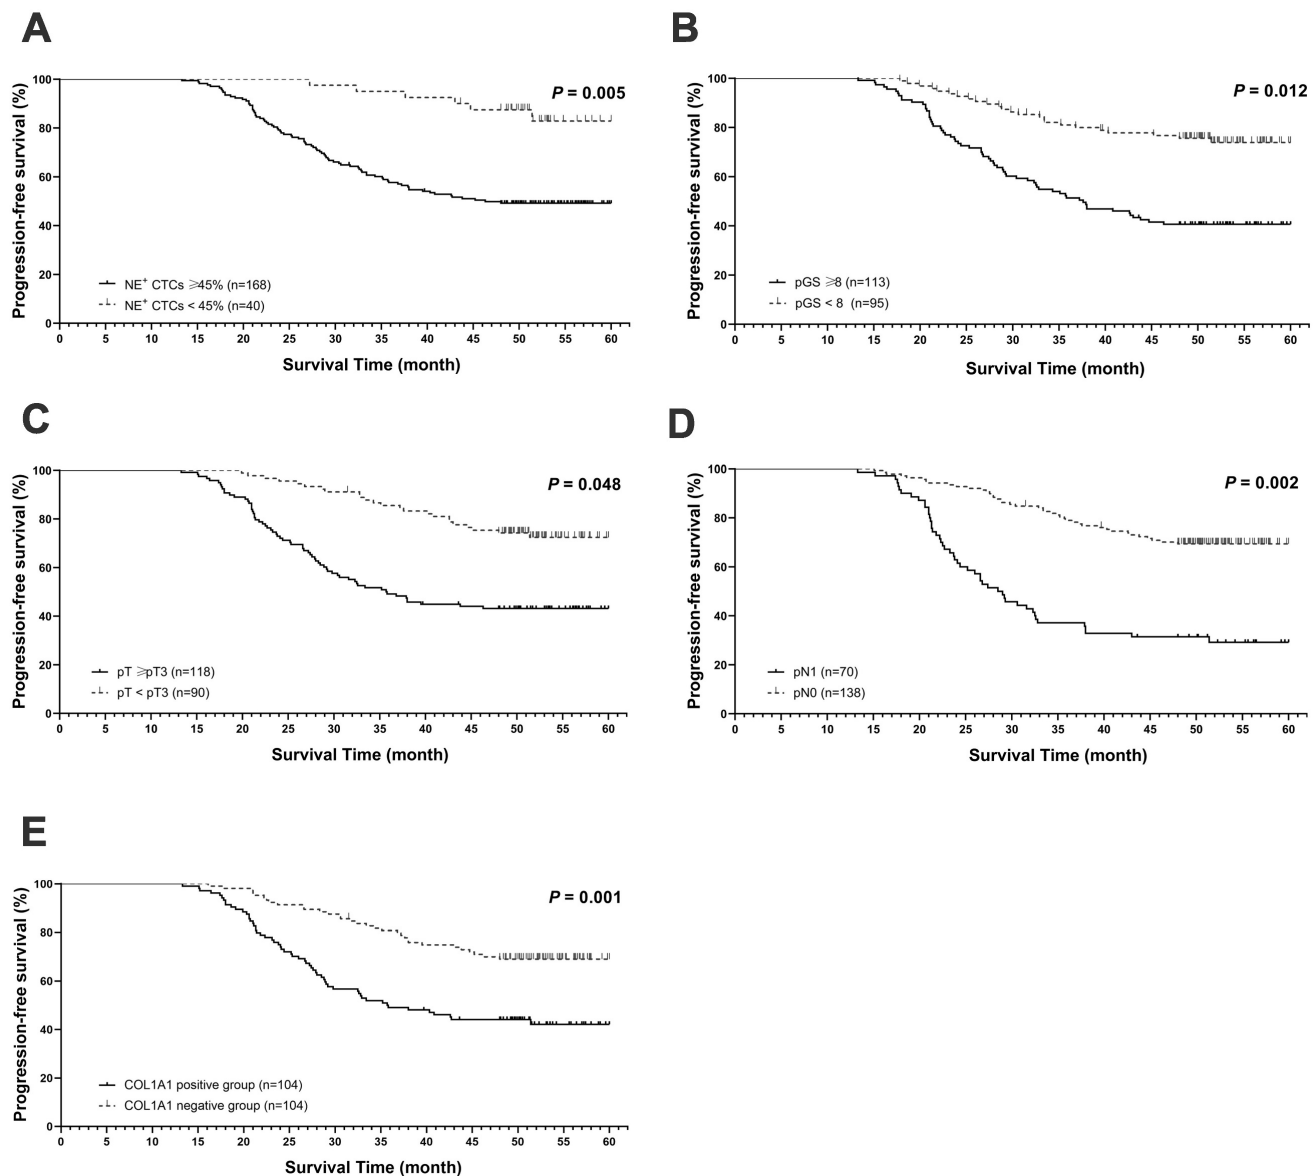 A
Progression-free survival (%)
P = 0.005
100
80
60
40
20
0
NE+ CTCs ⩾45% (n=168)
NE+ CTCs < 45% (n=40)
0 5 10 15 20 25 30 35 40 45 50 55 60
Survival Time (month)
B
Progression-free survival (%)
P = 0.012
100
80
60
40
20
0
pGS ⩾8 (n=113)
pGS < 8 (n=95)
0 5 10 15 20 25 30 35 40 45 50 55 60
Survival Time (month)
C
Progression-free survival (%)
P = 0.048
100
80
60
40
20
0
pT ⩾pT3 (n=118)
pT < pT3 (n=90)
0 5 10 15 20 25 30 35 40 45 50 55 60
Survival Time (month)
D
Progression-free survival (%)
P = 0.002
100
80
60
40
20
0
pN1 (n=70)
pN0 (n=138)
0 5 10 15 20 25 30 35 40 45 50 55 60
Survival Time (month)
E
Progression-free survival (%)
P = 0.001
100
80
60
40
20
0
COL1A1 positive group (n=104)
COL1A1 negative group (n=104)
0 5 10 15 20 25 30 35 40 45 50 55 60
Survival Time (month)